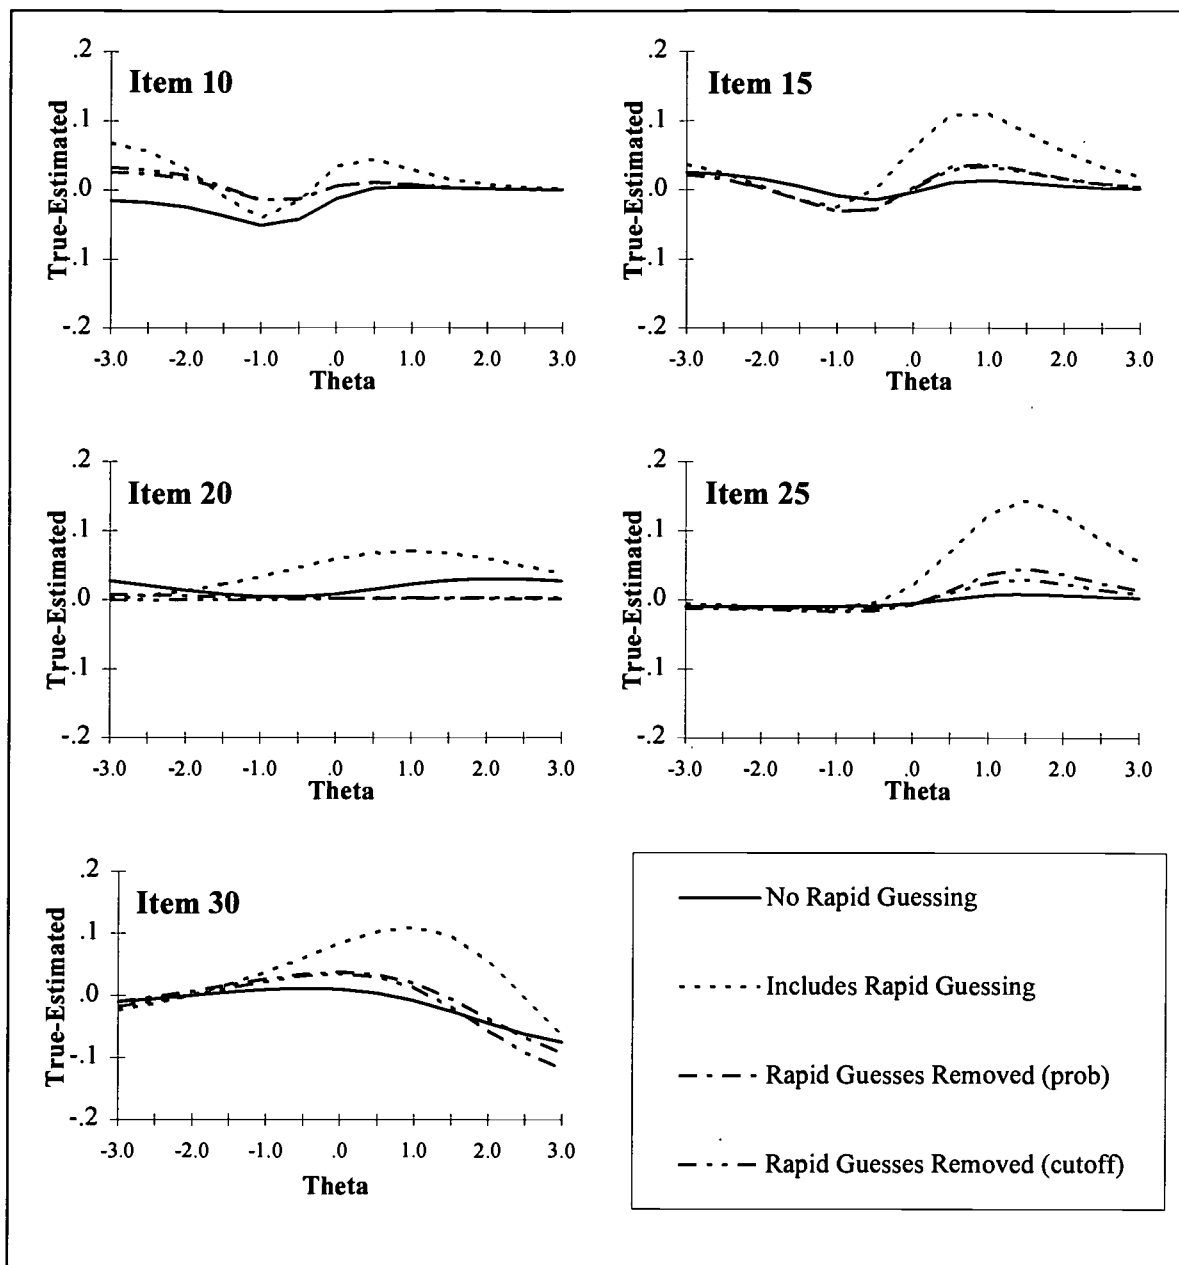 Item 10
True-Estimated
.2
.1
.0
-.1
-.2
-3.0 -2.0 -1.0 .0 1.0 2.0 3.0
Theta
Item 15
True-Estimated
.2
.1
.0
-.1
-.2
-3.0 -2.0 -1.0 .0 1.0 2.0 3.0
Theta
Item 20
True-Estimated
.2
.1
.0
-.1
-.2
-3.0 -2.0 -1.0 .0 1.0 2.0 3.0
Theta
Item 25
True-Estimated
.2
.1
.0
-.1
-.2
-3.0 -2.0 -1.0 .0 1.0 2.0 3.0
Theta
Item 30
True-Estimated
.2
.1
.0
-.1
-.2
-3.0 -2.0 -1.0 .0 1.0 2.0 3.0
Theta
No Rapid Guessing
Includes Rapid Guessing
Rapid Guesses Removed (prob)
Rapid Guesses Removed (cutoff)